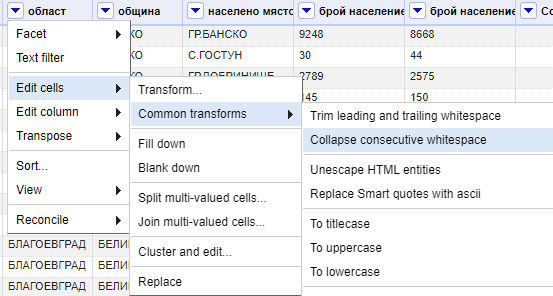 област община населено място брой население брой население Со
Facet КО ГР.БАНСКО 9248 8668
Text filter КО С.ГОСТУН 30 44
КО ГР.ДОБРИНИЩЕ 2789 2575
Edit cells
Transform... 145 150
Edit column Common transforms Trim leading and trailing whitespace
Transpose Fill down Collapse consecutive whitespace
Sort... Blank down Unescape HTML entities
View Split multi-valued cells... Replace Smart quotes with ascii
Reconcile Join multi-valued cells... To titlecase
БЛАГОЕВГРАД БЕЛИ Cluster and edit... To uppercase
БЛАГОЕВГРАД БЕЛИ To lowercase
БЛАГОЕВГРАД БЕЛИ Replace